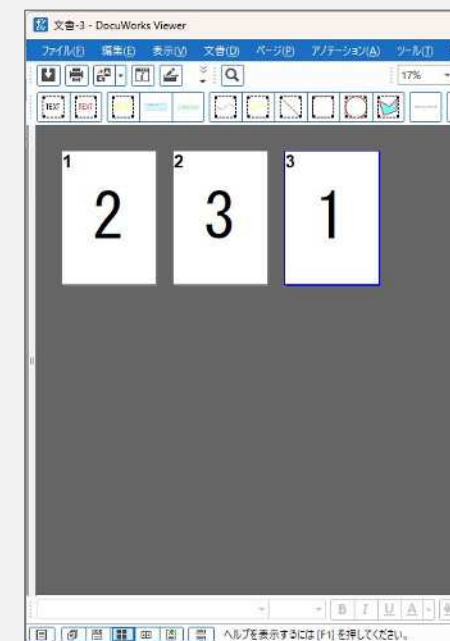 文書-3 - DocuWorks Viewer
ファイル(F) 編集(E) 表示(V) 文書(D) ページ(P) アノテーション(A) ツール(T)
17%
TEXT TEXT
1 2 3
2 3 1
B I U A
ヘルプを表示するには [F1] を押してください。